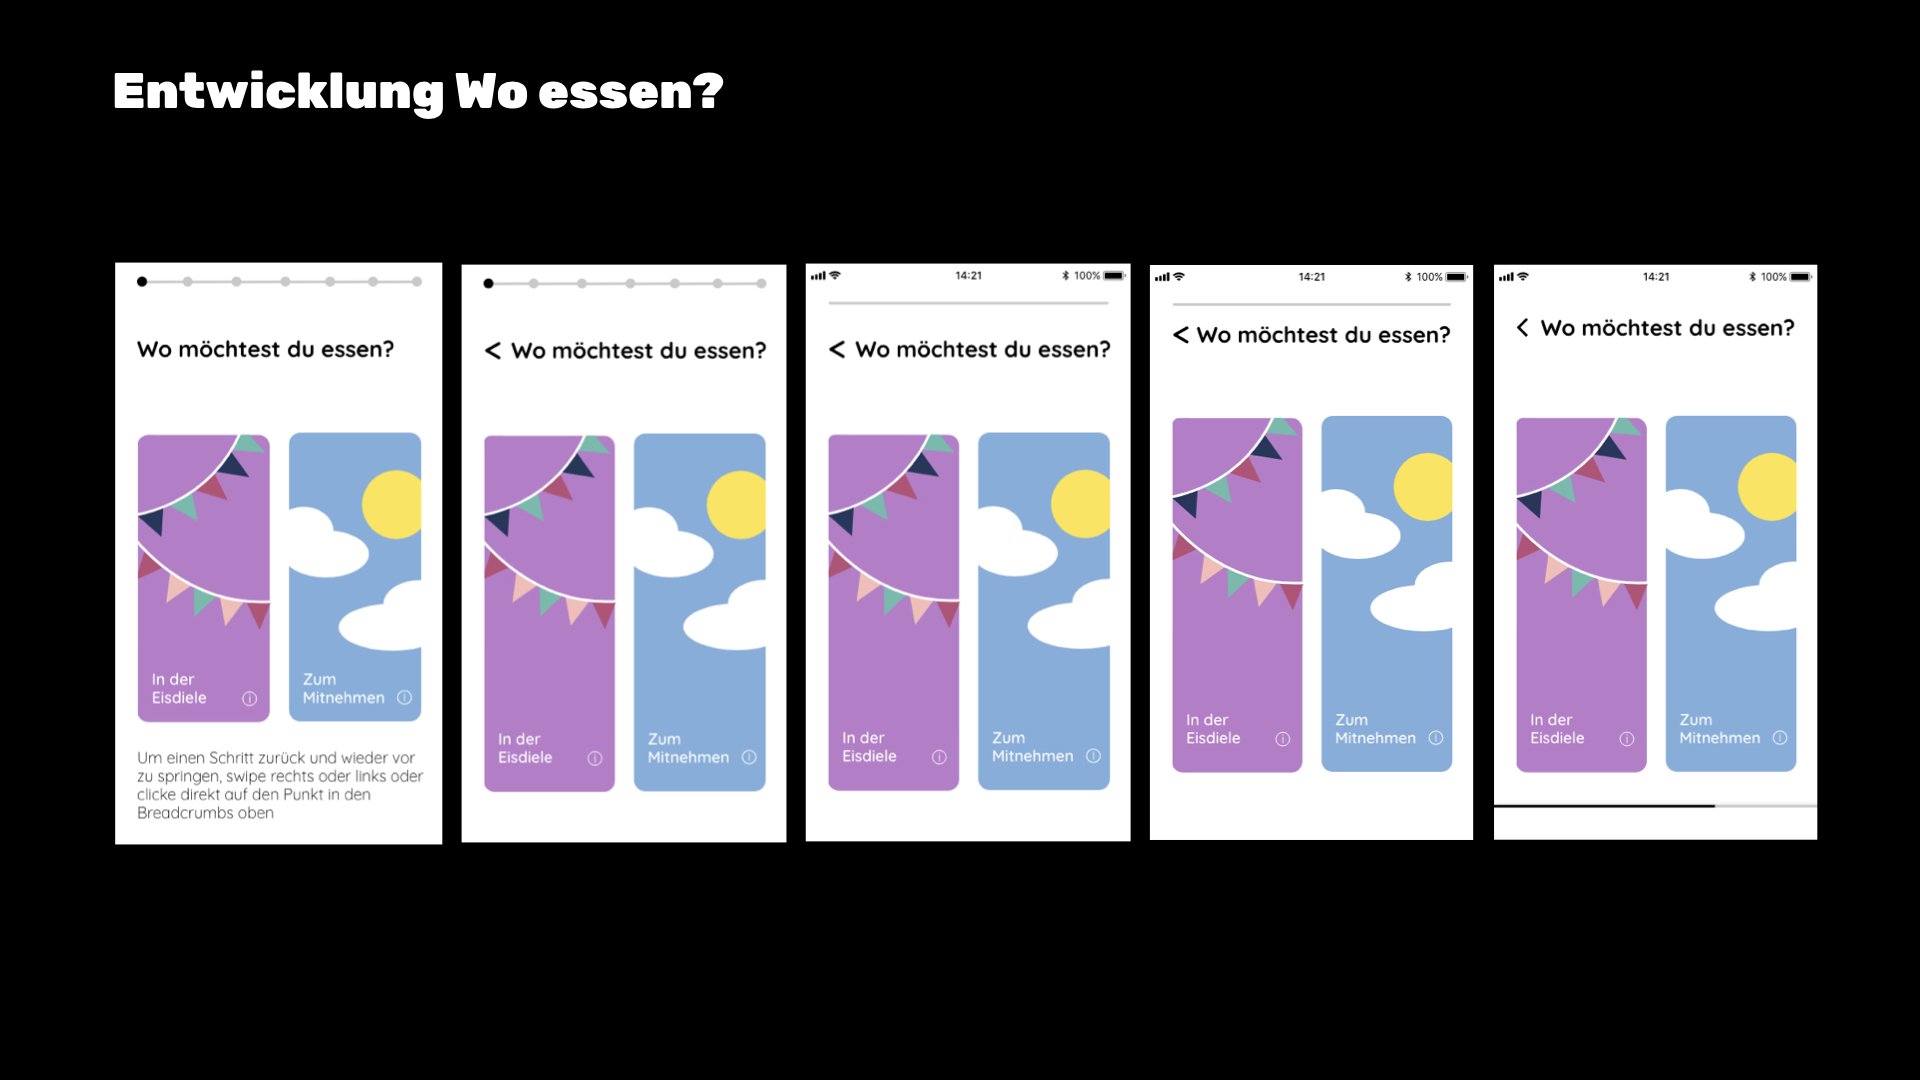 Entwicklung Wo essen?
Wo möchtest du essen?
In der
Eisdiele
Zum
Mitnehmen
Um einen Schritt zurück und wieder vor
zu springen, swipe rechts oder links oder
clicke direkt auf den Punkt in den
Breadcrumbs oben
< Wo möchtest du essen?
In der
Eisdiele
Zum
Mitnehmen
14:21
100%
< Wo möchtest du essen?
In der
Eisdiele
Zum
Mitnehmen
14:21
100%
< Wo möchtest du essen?
In der
Eisdiele
Zum
Mitnehmen
14:21
100%
< Wo möchtest du essen?
In der
Eisdiele
Zum
Mitnehmen